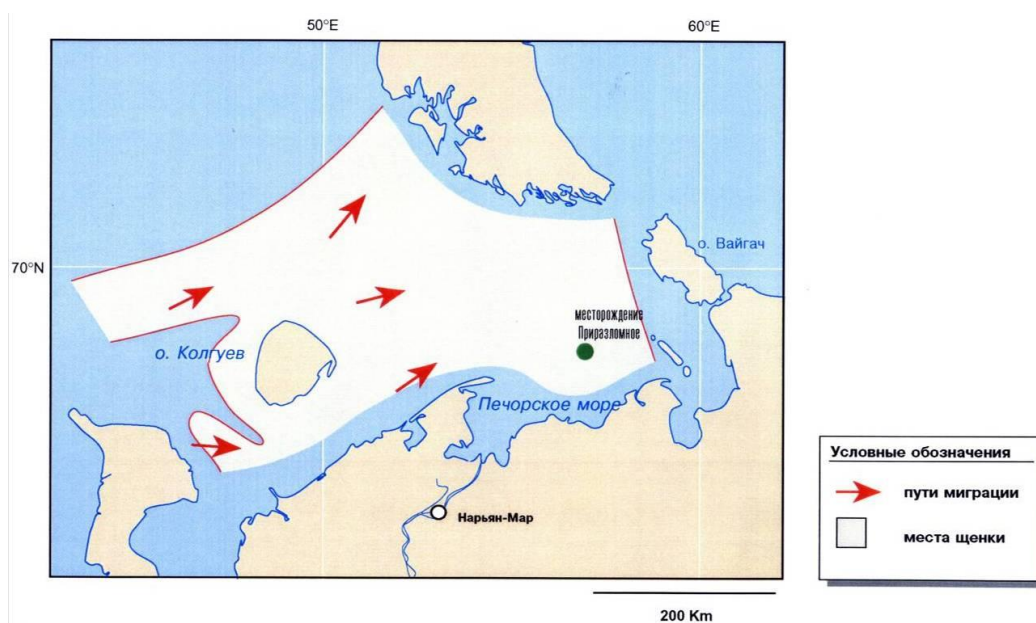 50°E
60°E
70°N
о. Вайгач
месторождение
Приразломное
о. Колгуев
Печорское море
Нарьян-Мар
Условные обозначения
пути миграции
места щенки
200 Km